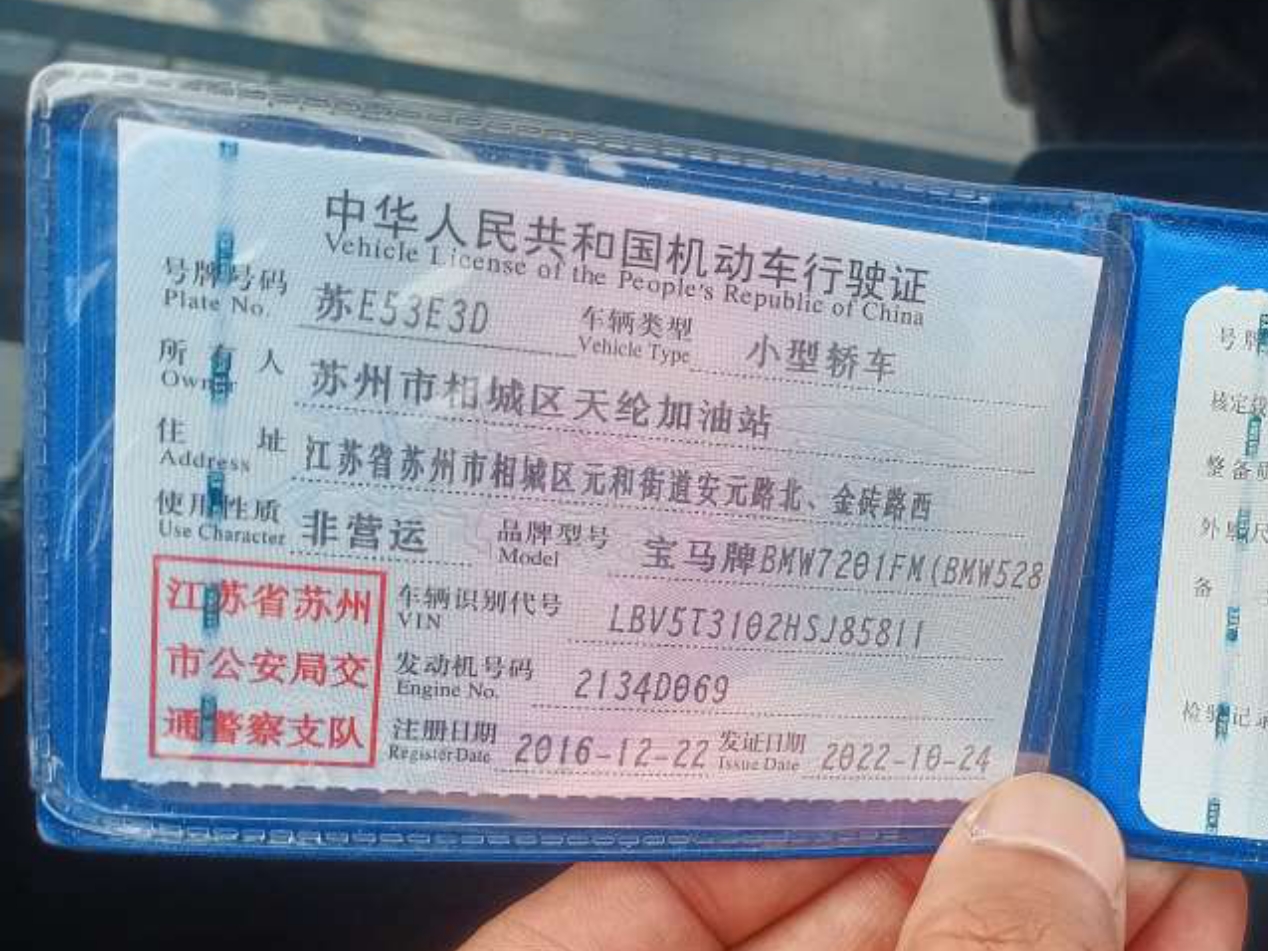 中华人民共和国机动车行驶证
Vehicle License of the People's Republic of China
号牌号码 苏E53E3D 车辆类型 小型轿车
Plate No. Vehicle Type
所有人 苏州市相城区天纶加油站
Owner
住址 江苏省苏州市相城区元和街道安元路北、金砖路西
Address
使用性质 非营运 品牌型号 宝马牌BMW7201FM(BMW528
Use Character Model
江苏省苏州
市公安局交
通警察支队
车辆识别代号 LBV5T3102HSJ85811
VIN
发动机号码 2134D069
Engine No.
注册日期 2016-12-22 发证日期 2022-10-24
Register Date Issue Date
号牌
核定载
整备质
外廓尺
备
检验记录